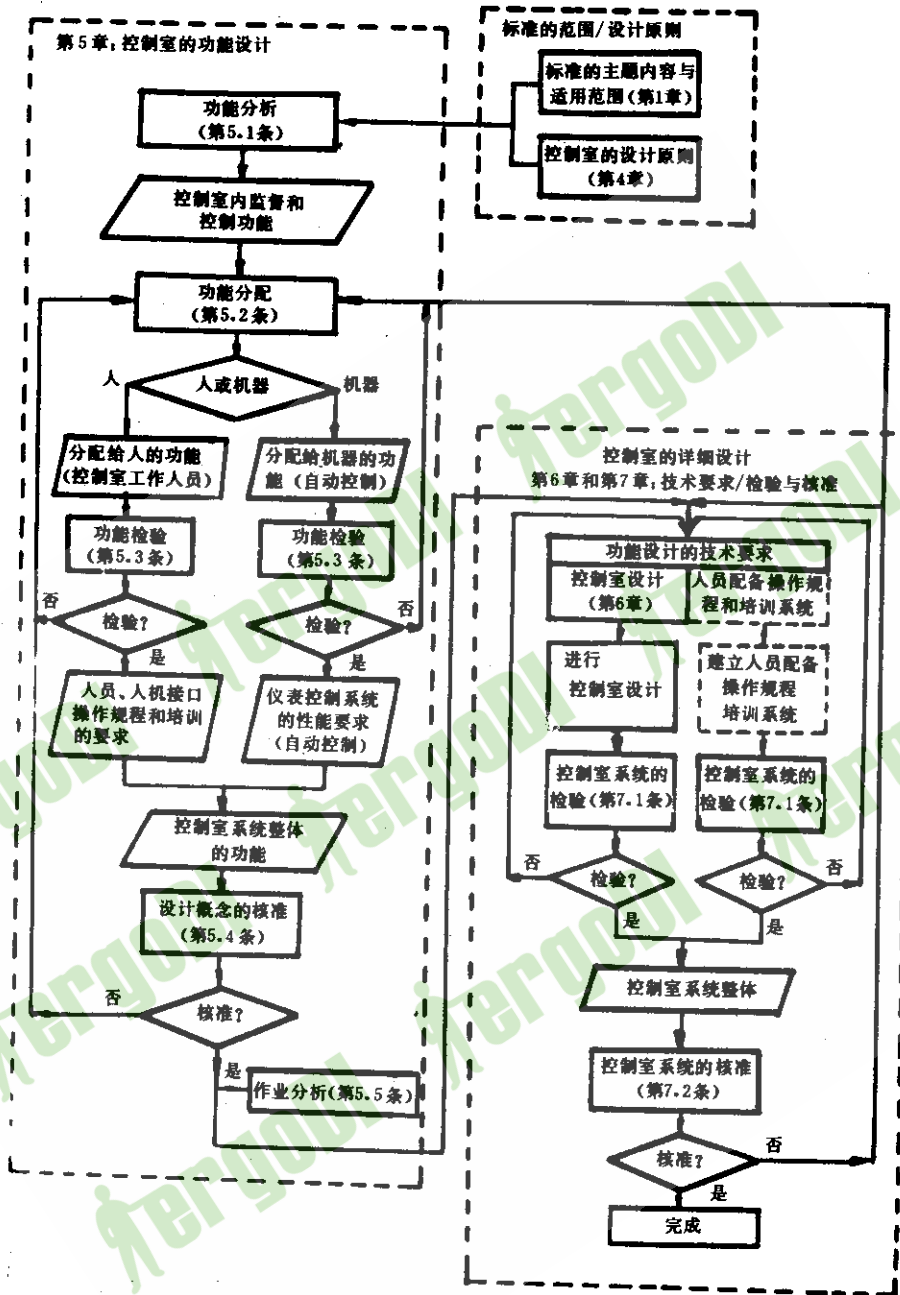 第5章:控制室的功能设计
标准的范围/设计原则
标准的主题内容与
适用范围(第1章)
控制室的设计原则
(第4章)
功能分析
(第5.1条)
控制室内监督和
控制功能
功能分配
(第5.2条)
人
人或机器
机器
分配给人的功能
(控制室工作人员)
分配给机器的功
能(自动控制)
功能检验
(第5.3条)
功能检验
(第5.3条)
否
检验?
是
检验?
否
是
人员、人机接口
操作规程和培训
的要求
仪表控制系统
的性能要求
(自动控制)
控制室系统整体
的功能
设计概念的核准
(第5.4条)
否
核准?
是
作业分析(第5.5条)
控制室的详细设计
第6章和第7章:技术要求/检验与核准
功能设计的技术要求
控制室设计
(第6章)
人员配备操作规
程和培训系统
进行
控制室设计
建立人员配备
操作规程
培训系统
控制室系统的
检验(第7.1条)
控制室系统的
检验(第7.1条)
否
检验?
是
检验?
否
是
控制室系统整体
控制室系统的核准
(第7.2条)
核准?
否
是
完成
ergoDI
ergoDI
ergoDI
ergoDI
ergoDI
ergoDI
ergoDI